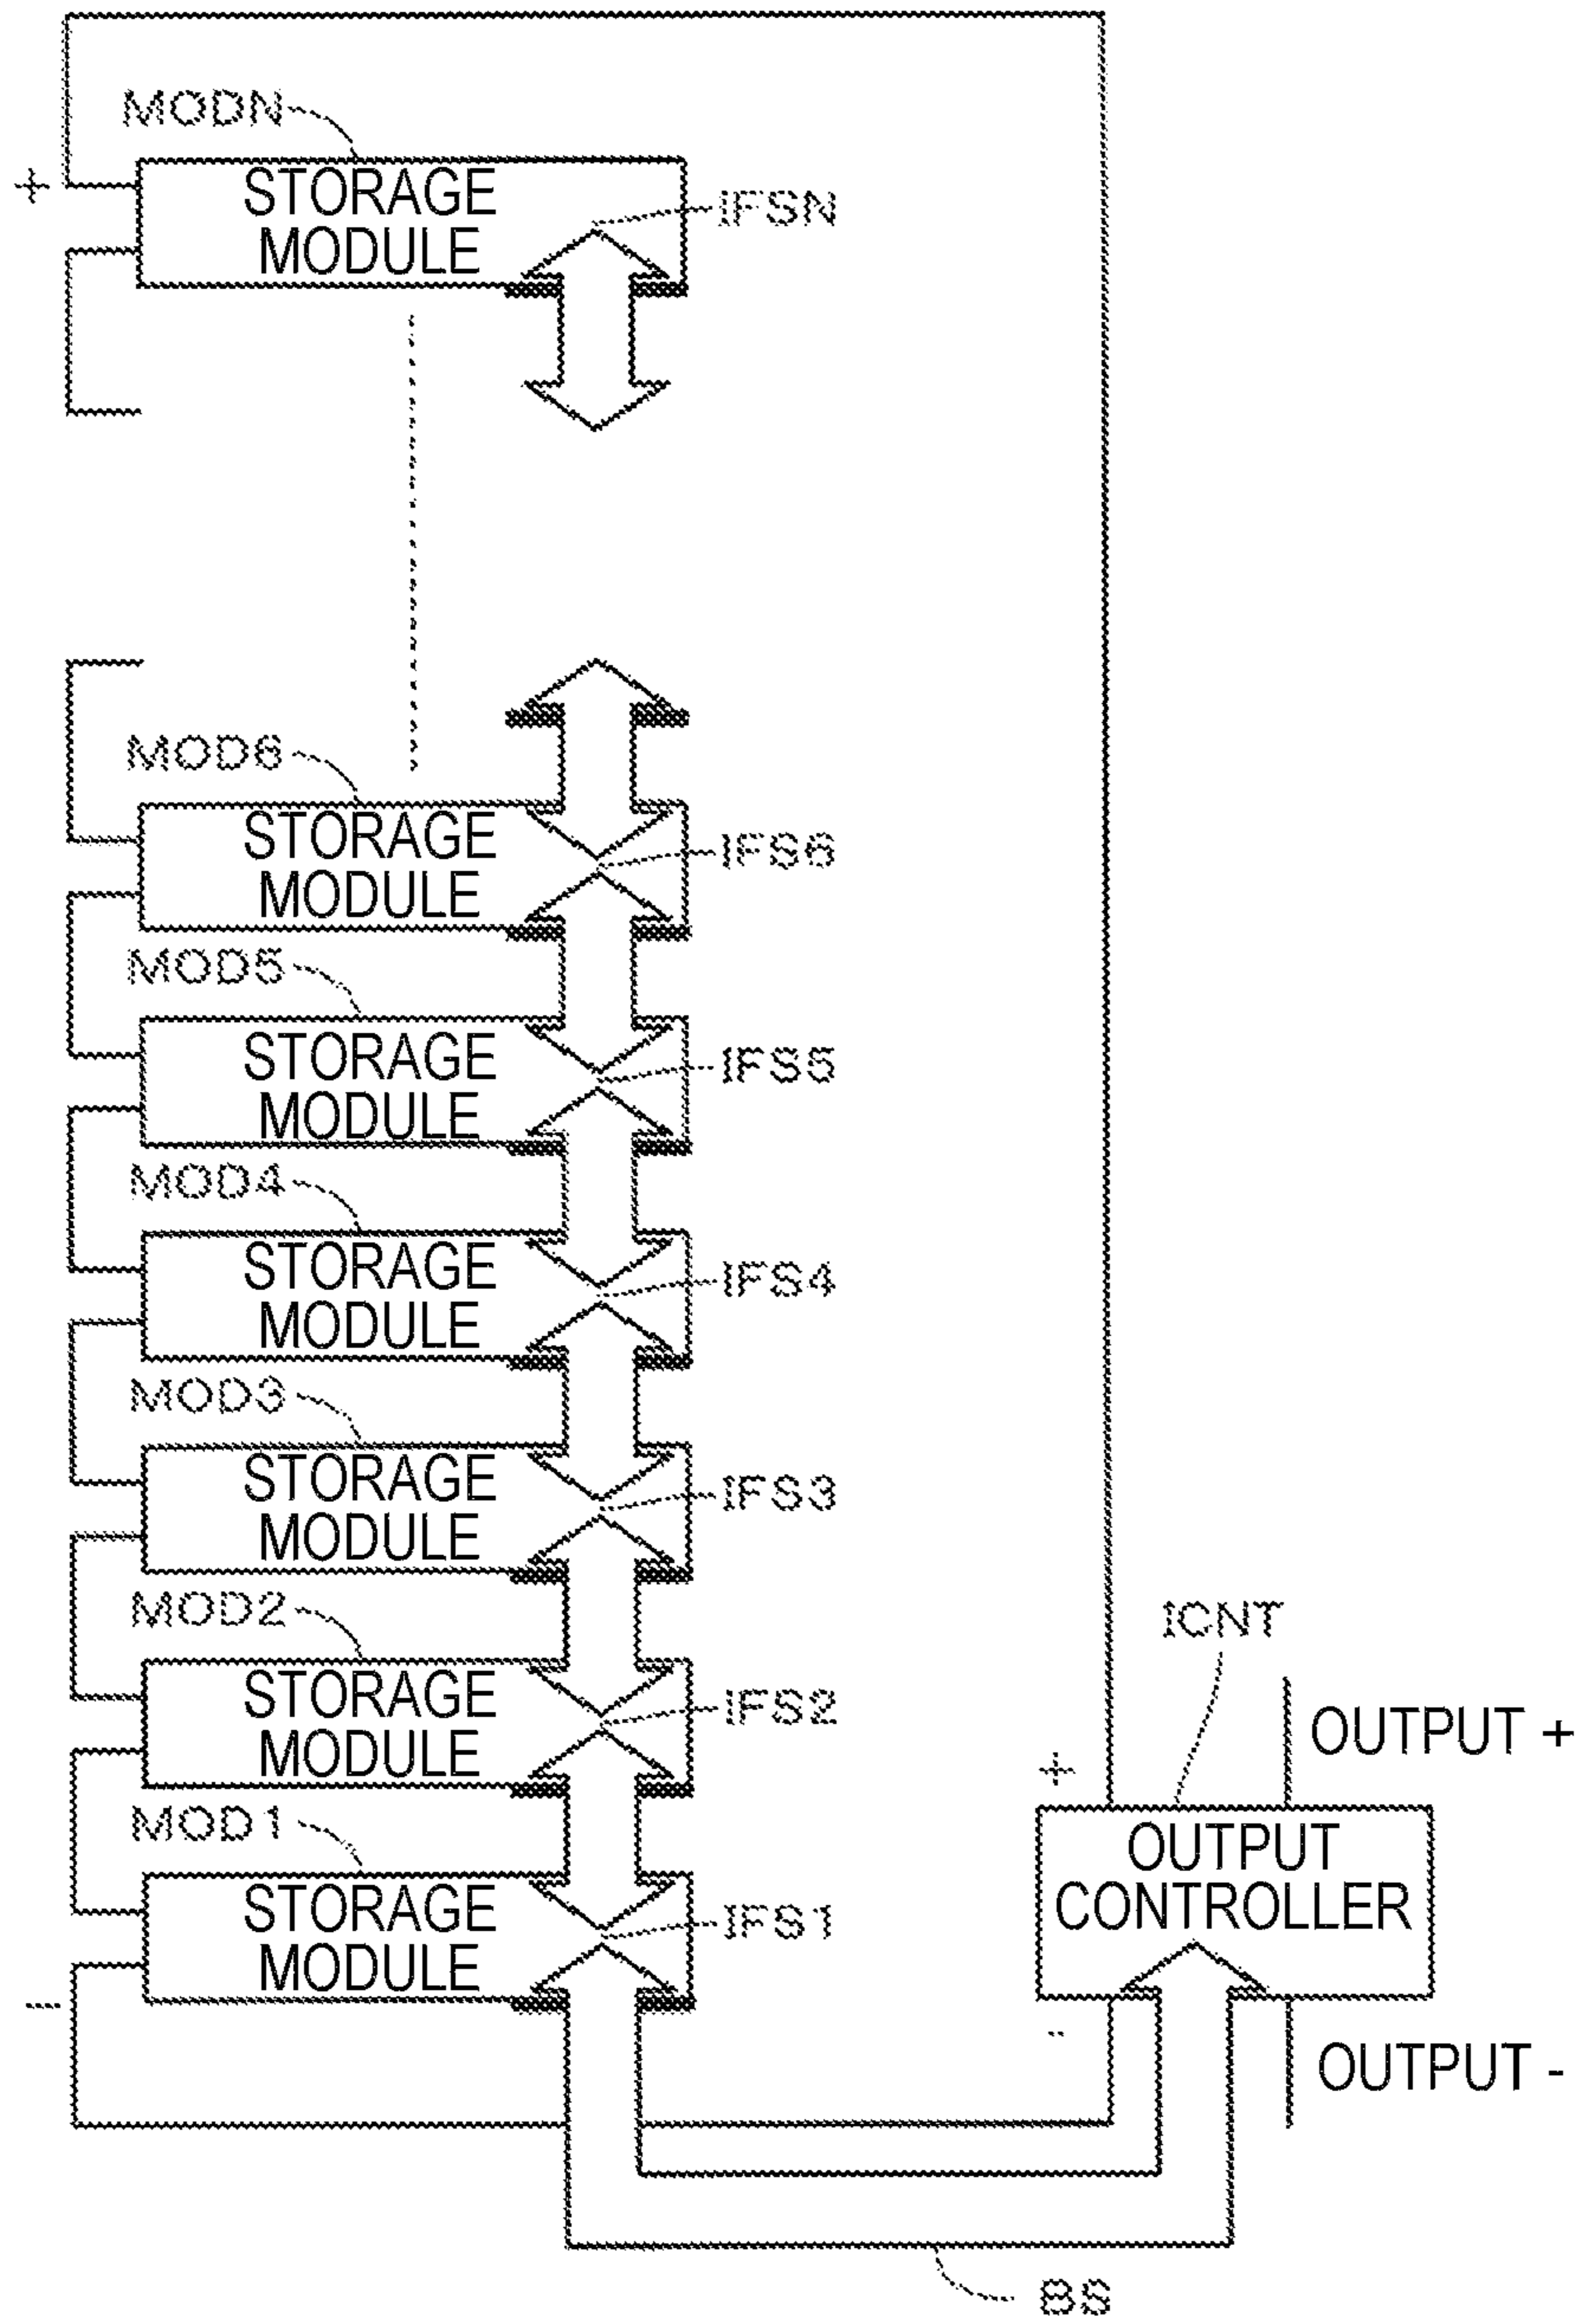 MODN
+
STORAGE
MODULE
IFSN
MOD6
STORAGE
MODULE
IFS6
MOD5
STORAGE
MODULE
IFS5
MOD4
STORAGE
MODULE
IFS4
MOD3
STORAGE
MODULE
IFS3
MOD2
STORAGE
MODULE
IFS2
MOD1
STORAGE
MODULE
IFS1
-
ICNT
OUTPUT +
+
OUTPUT
CONTROLLER
-
OUTPUT -
BS